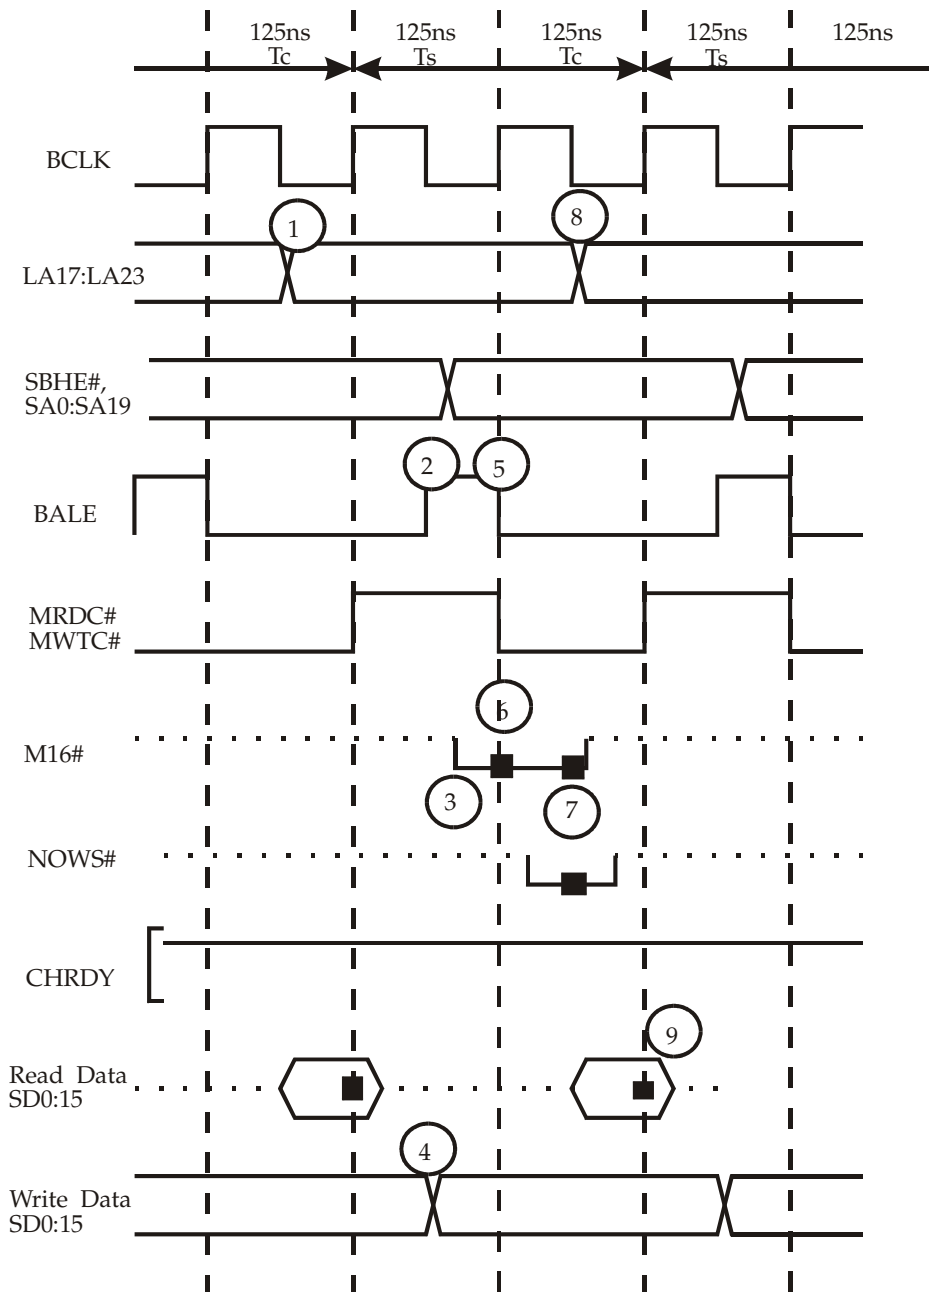 125ns 125ns 125ns 125ns 125ns
Tc Ts Tc Ts
BCLK
1
8
LA17:LA23
SBHE#,
SA0:SA19
2
5
BALE
MRDC#
MWTC#
6
M16#
3
7
NOWS#
CHRDY
9
Read Data
SD0:15
4
Write Data
SD0:15